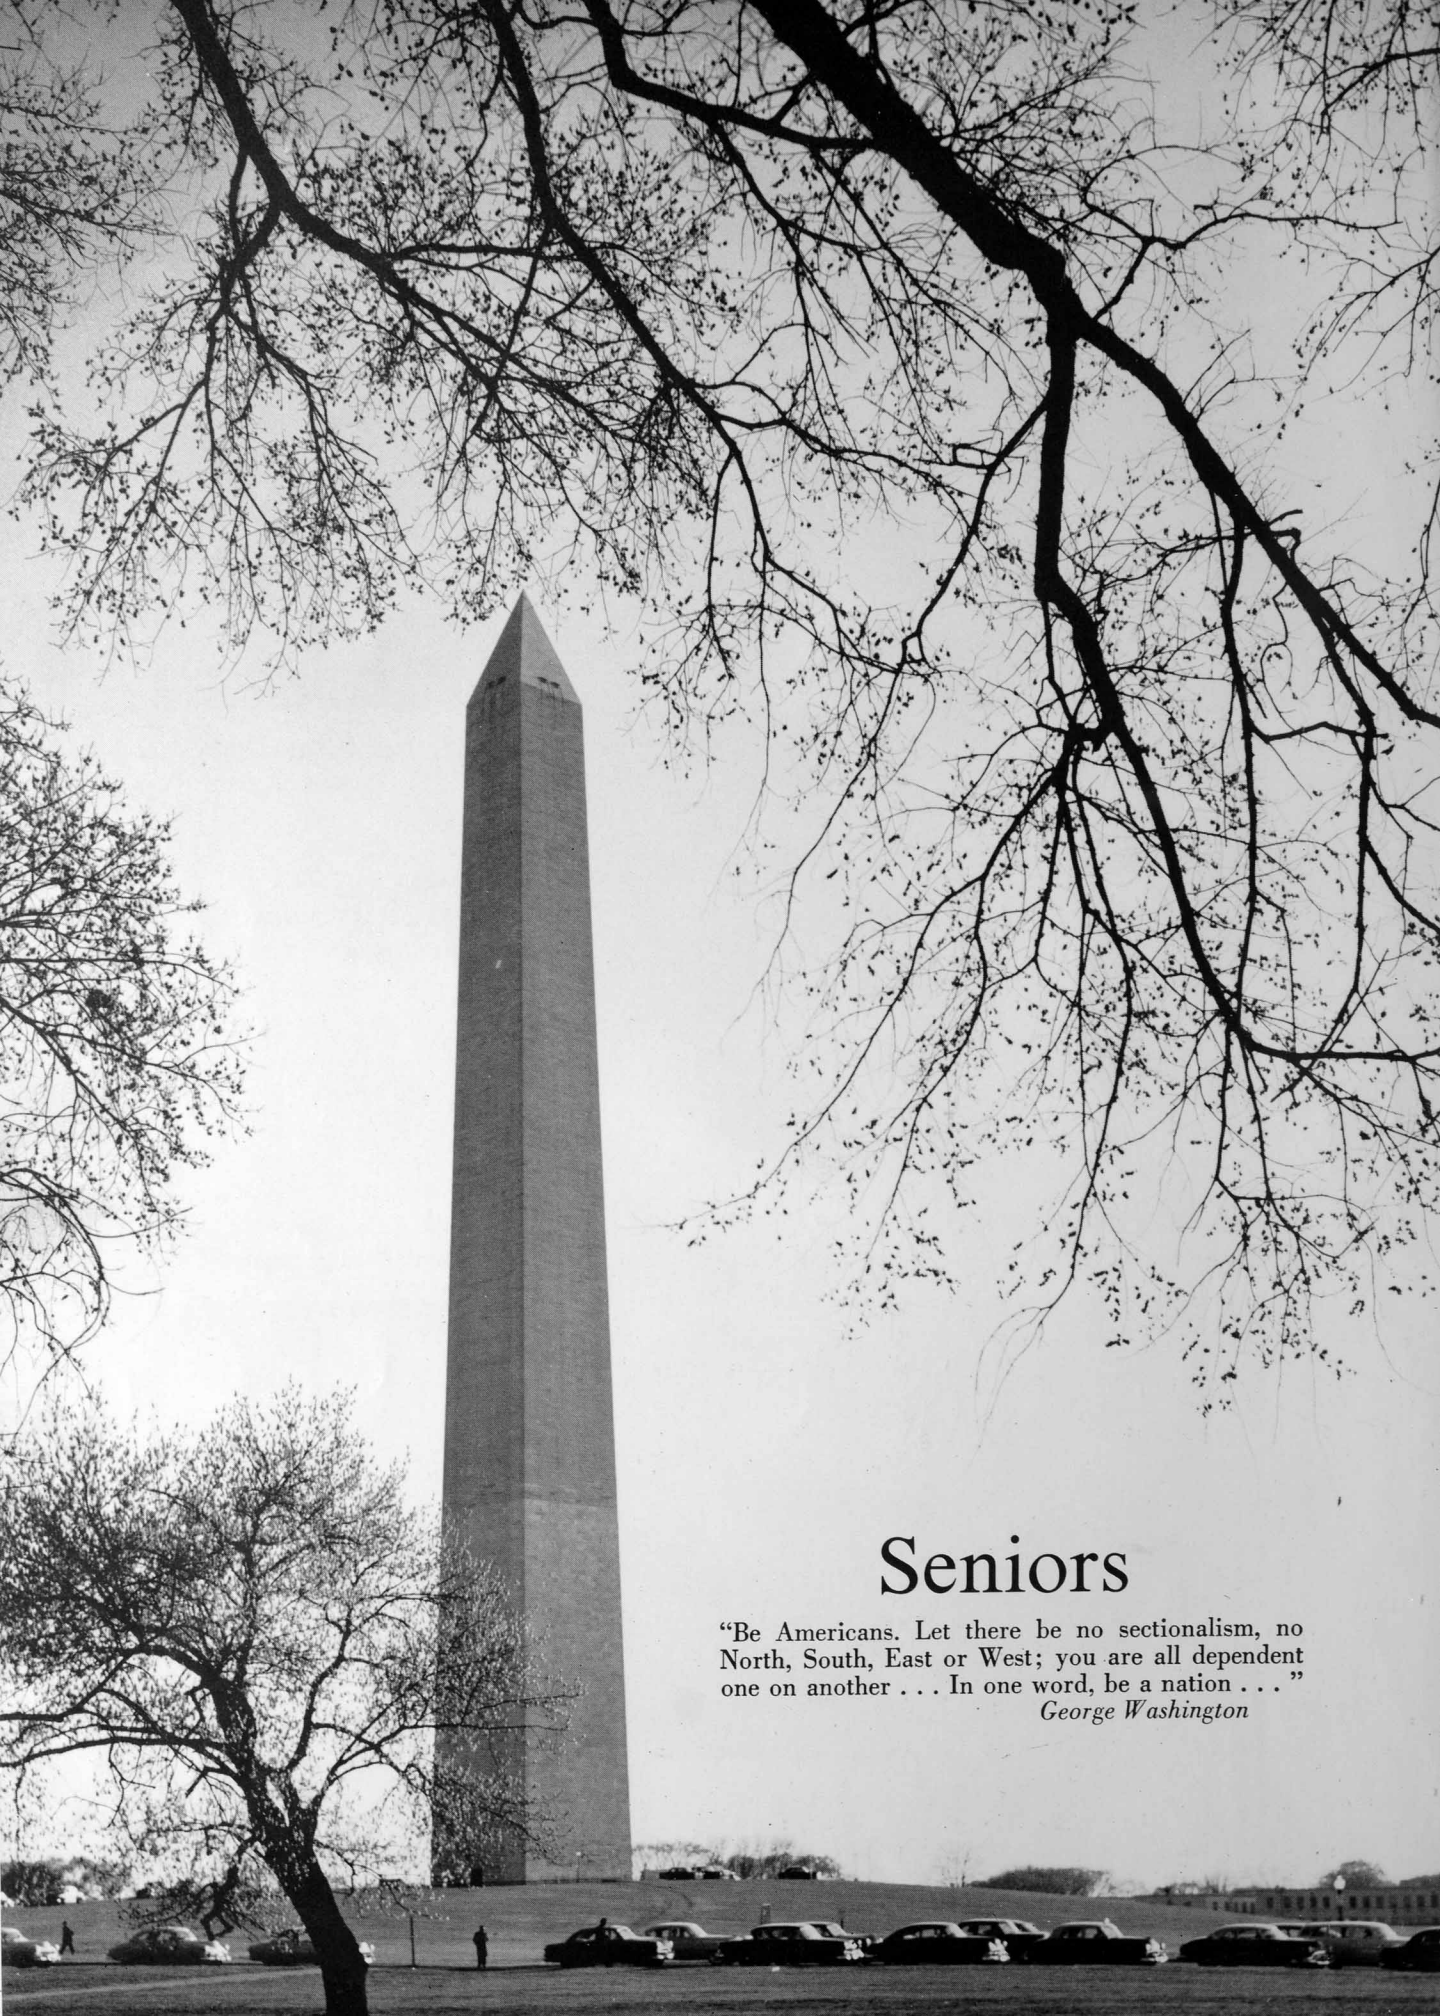 Seniors
“Be Americans. Let there be no sectionalism, no
North, South, East or West; you are all dependent
one on another . . . In one word, be a nation . . . ”
George Washington